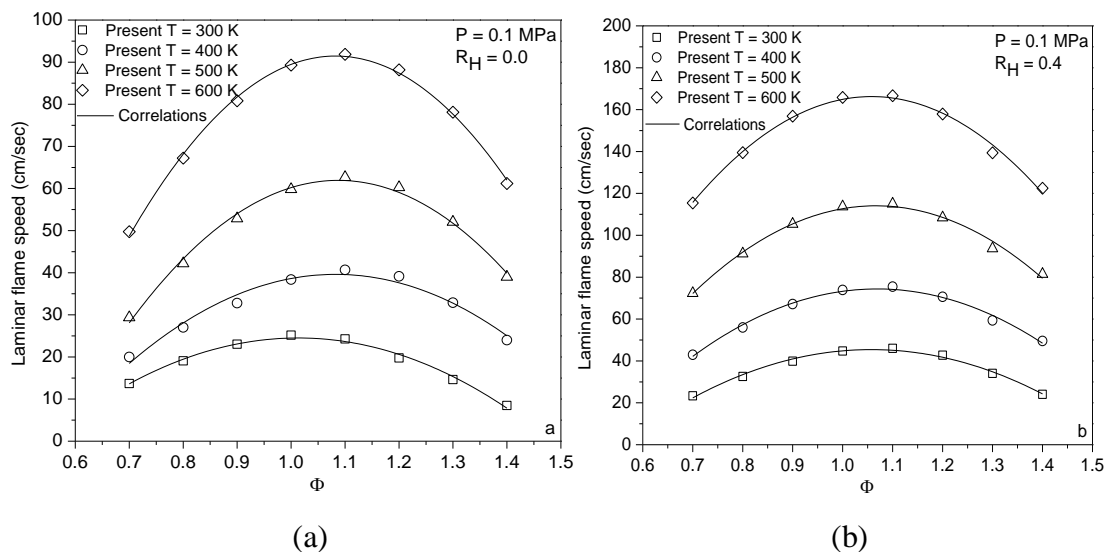 100
90
80
70
60
50
40
30
20
10
0
Laminar flame speed (cm/sec)
Present T = 300 K
Present T = 400 K
Present T = 500 K
Present T = 600 K
Correlations
P = 0.1 MPa
R_H = 0.0
a
0.6 0.7 0.8 0.9 1.0 1.1 1.2 1.3 1.4 1.5
Φ
(a)
200
180
160
140
120
100
80
60
40
20
0
Laminar flame speed (cm/sec)
Present T = 300 K
Present T = 400 K
Present T = 500 K
Present T = 600 K
Correlations
P = 0.1 MPa
R_H = 0.4
b
0.6 0.7 0.8 0.9 1.0 1.1 1.2 1.3 1.4 1.5
Φ
(b)